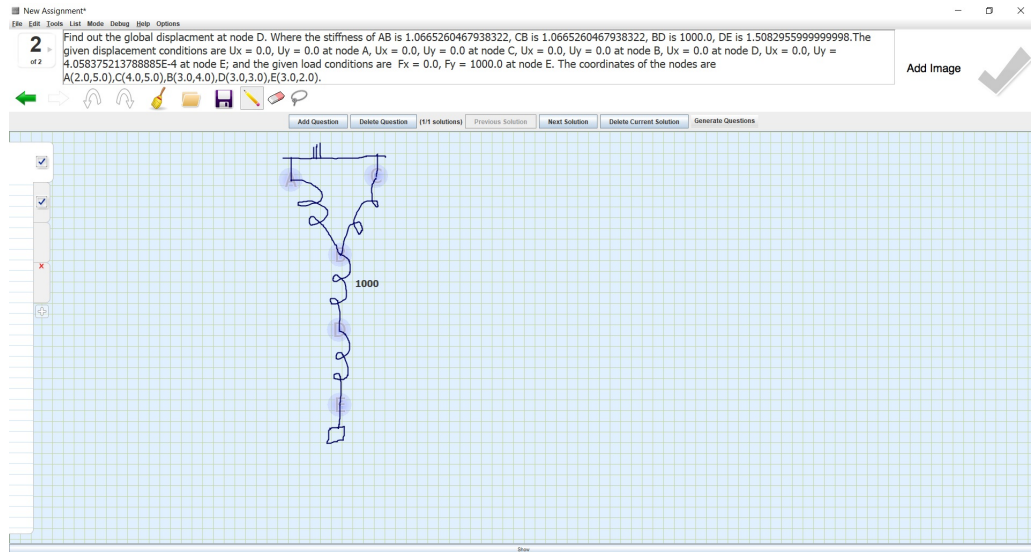 New Assignment*
File Edit Tools List Mode Debug Help Options
2
of 2
Find out the global displacment at node D. Where the stiffness of AB is 1.0665260467938322, CB is 1.0665260467938322, BD is 1000.0, DE is 1.5082955999999998.The
given displacement conditions are Ux = 0.0, Uy = 0.0 at node A, Ux = 0.0, Uy = 0.0 at node C, Ux = 0.0, Uy = 0.0 at node B, Ux = 0.0 at node D, Ux = 0.0, Uy =
4.058375213788885E-4 at node E; and the given load conditions are Fx = 0.0, Fy = 1000.0 at node E. The coordinates of the nodes are
A(2.0,5.0),C(4.0,5.0),B(3.0,4.0),D(3.0,3.0),E(3.0,2.0).
Add Image
Add Question Delete Question (1/1 solutions) Previous Solution Next Solution Delete Current Solution Generate Questions
1000
Show